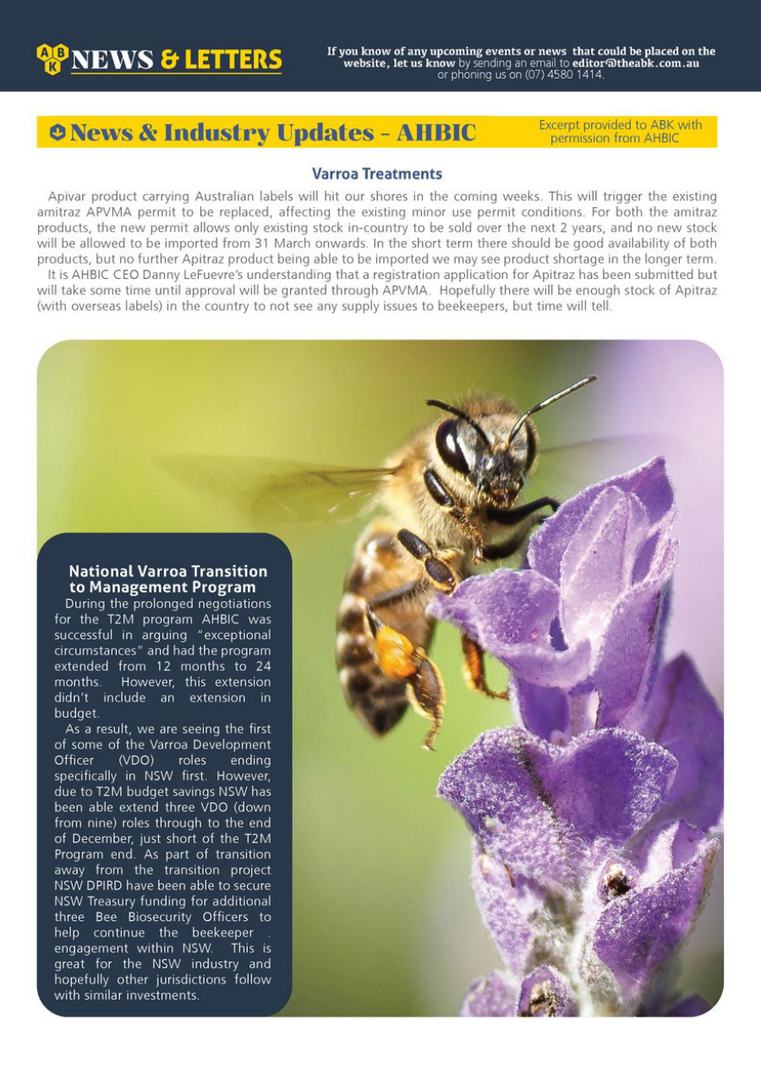 ABK NEWS & LETTERS
If you know of any upcoming events or news that could be placed on the
website, let us know by sending an email to editor@theabk.com.au
or phoning us on (07) 4580 1414.
News & Industry Updates - AHBIC
Excerpt provided to ABK with
permission from AHBIC
Varroa Treatments
Apivar product carrying Australian labels will hit our shores in the coming weeks. This will trigger the existing
amitraz APVMA permit to be replaced, affecting the existing minor use permit conditions. For both the amitraz
products, the new permit allows only existing stock in-country to be sold over the next 2 years, and no new stock
will be allowed to be imported from 31 March onwards. In the short term there should be good availability of both
products, but no further Apitraz product being able to be imported we may see product shortage in the longer term.
It is AHBIC CEO Danny LeFuevre's understanding that a registration application for Apitraz has been submitted but
will take some time until approval will be granted through APVMA. Hopefully there will be enough stock of Apitraz
(with overseas labels) in the country to not see any supply issues to beekeepers, but time will tell.
National Varroa Transition
to Management Program
During the prolonged negotiations
for the T2M program AHBIC was
successful in arguing "exceptional
circumstances" and had the program
extended from 12 months to 24
months. However, this extension
didn't include an extension in
budget.
As a result, we are seeing the first
of some of the Varroa Development
Officer (VDO) roles ending
specifically in NSW first. However,
due to T2M budget savings NSW has
been able extend three VDO (down
from nine) roles through to the end
of December, just short of the T2M
Program end. As part of transition
away from the transition project
NSW DPIRD have been able to secure
NSW Treasury funding for additional
three Bee Biosecurity Officers to
help continue the beekeeper .
engagement within NSW. This is
great for the NSW industry and
hopefully other jurisdictions follow
with similar investments.